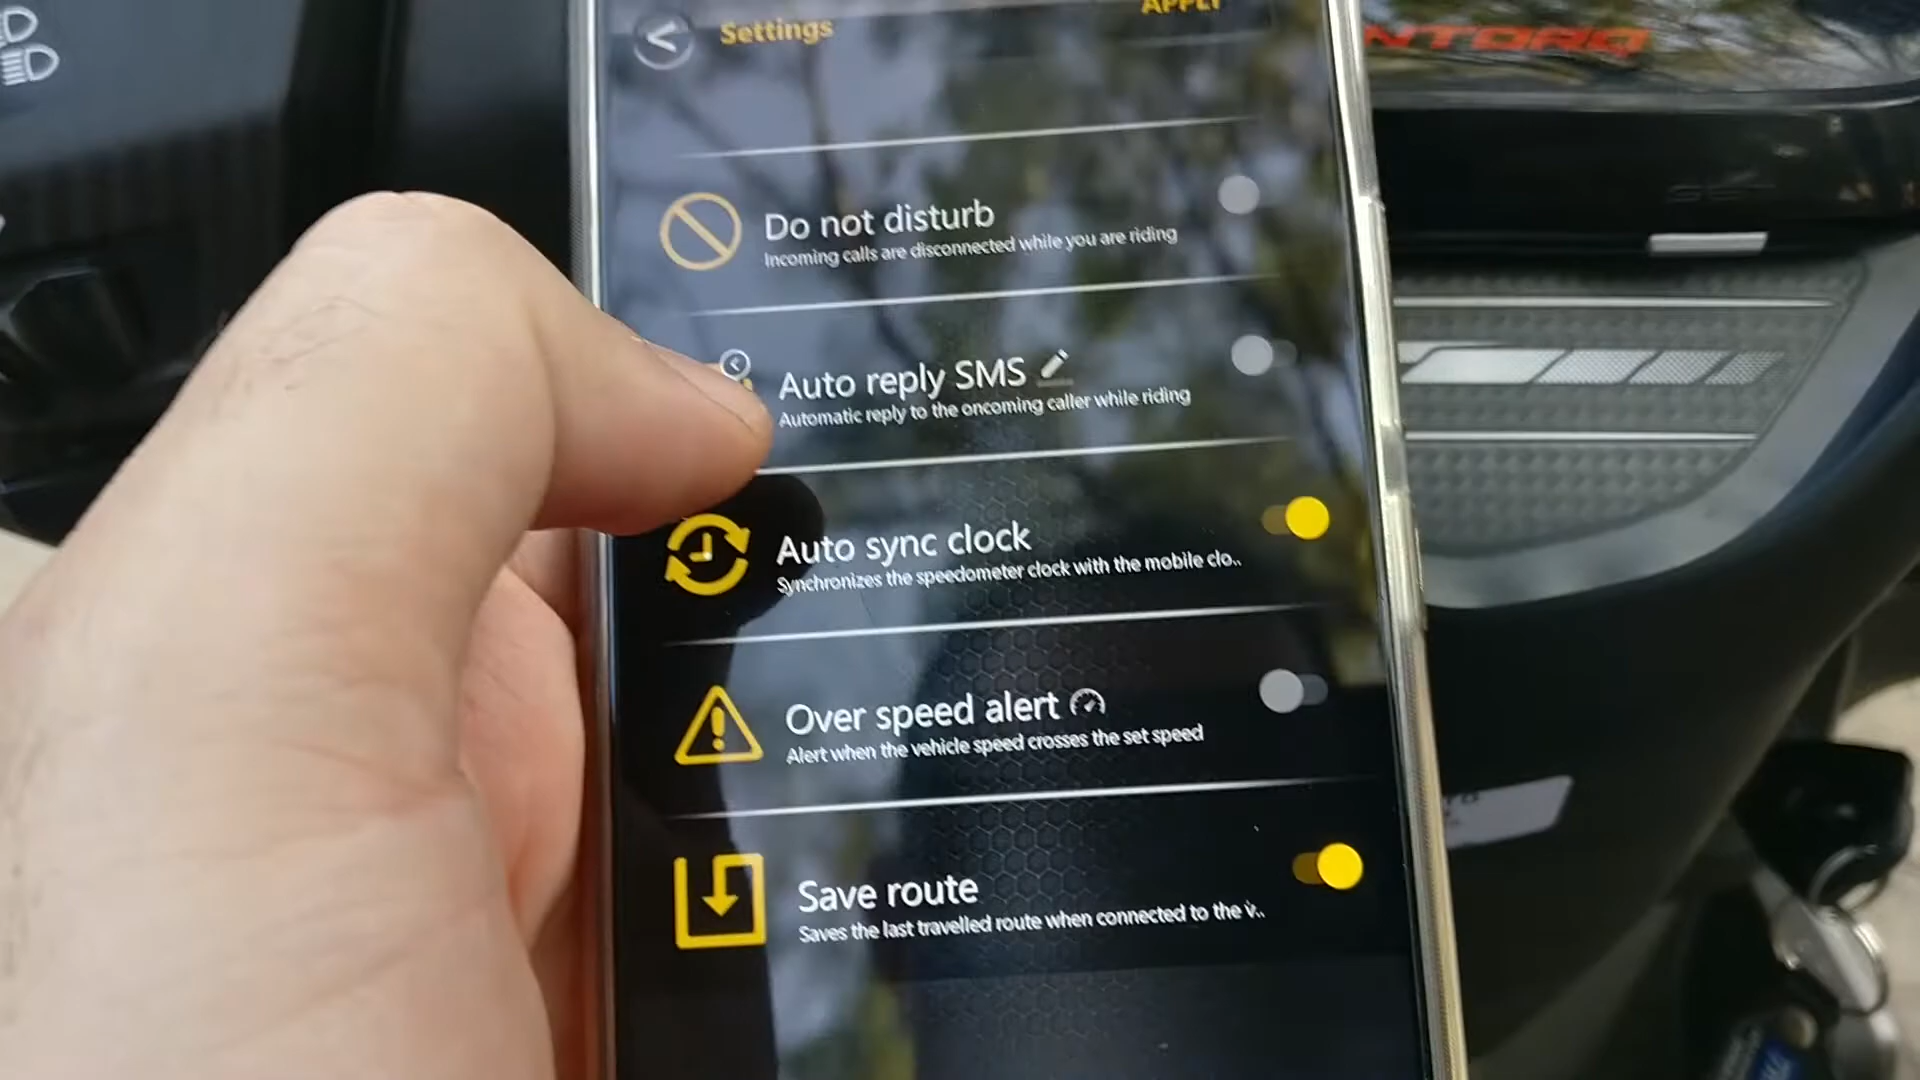 Settings
APPLY
NTORQ
Do not disturb
Incoming calls are disconnected while you are riding
Auto reply SMS
Automatic reply to the oncoming caller while riding
Auto sync clock
Synchronizes the speedometer clock with the mobile clo..
Over speed alert
Alert when the vehicle speed crosses the set speed
Save route
Saves the last travelled route when connected to the v..